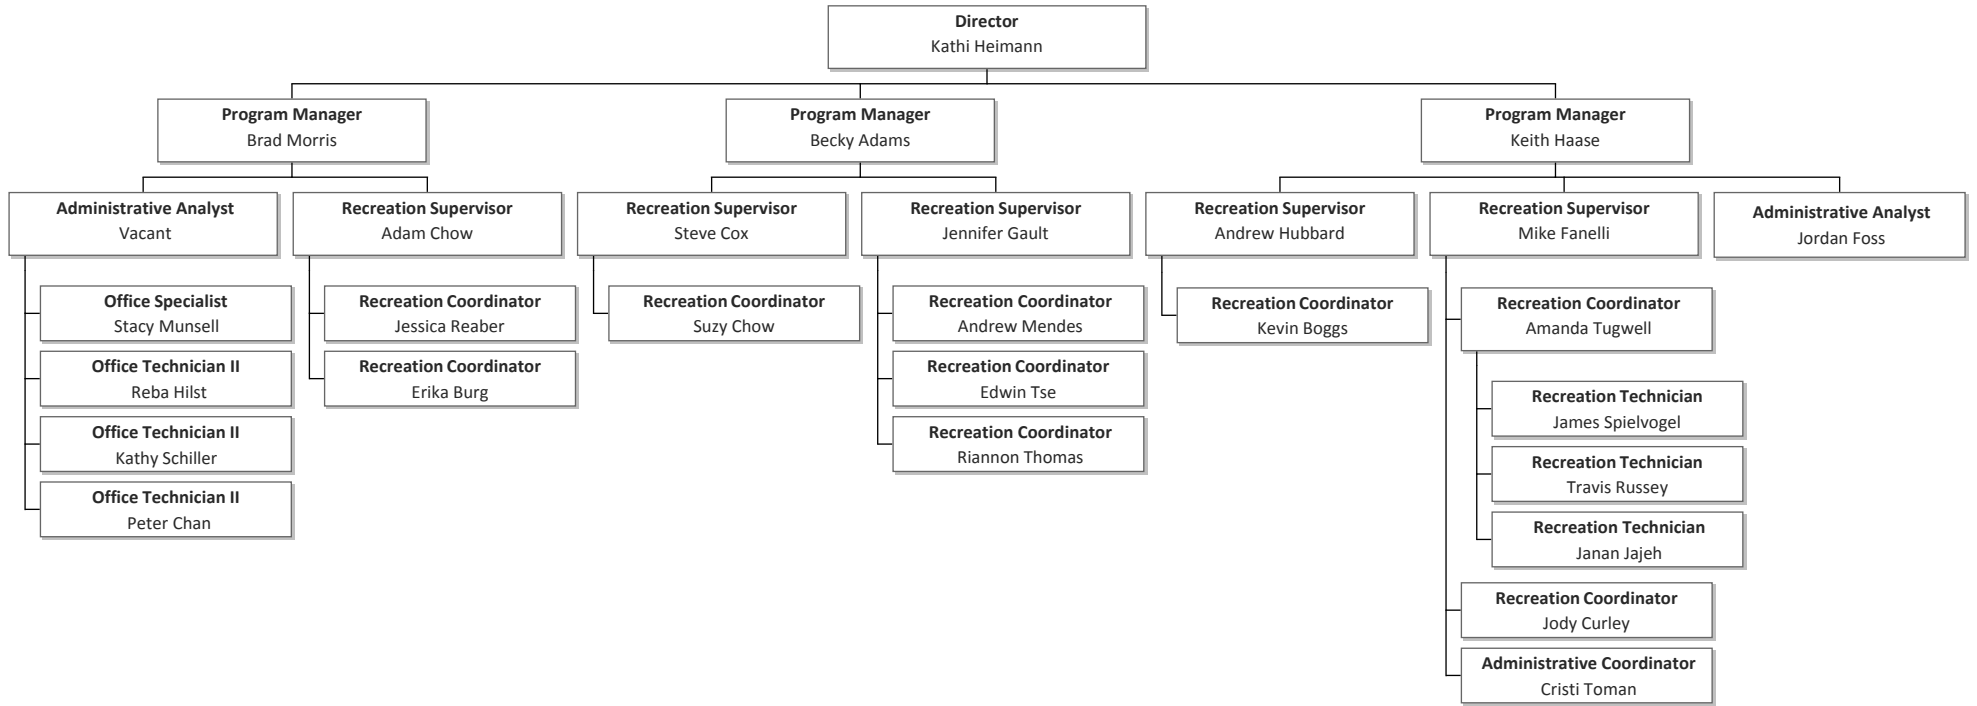 Director
Kathi Heimann
Program Manager
Brad Morris
Program Manager
Becky Adams
Program Manager
Keith Haase
Administrative Analyst
Vacant
Recreation Supervisor
Adam Chow
Recreation Supervisor
Steve Cox
Recreation Supervisor
Jennifer Gault
Recreation Supervisor
Andrew Hubbard
Recreation Supervisor
Mike Fanelli
Administrative Analyst
Jordan Foss
Office Specialist
Stacy Munsell
Office Technician II
Reba Hilst
Office Technician II
Kathy Schiller
Office Technician II
Peter Chan
Recreation Coordinator
Jessica Reaber
Recreation Coordinator
Erika Burg
Recreation Coordinator
Suzy Chow
Recreation Coordinator
Andrew Mendes
Recreation Coordinator
Edwin Tse
Recreation Coordinator
Riannon Thomas
Recreation Coordinator
Kevin Boggs
Recreation Coordinator
Amanda Tugwell
Recreation Technician
James Spielvogel
Recreation Technician
Travis Russey
Recreation Technician
Janan Jajeh
Recreation Coordinator
Jody Curley
Administrative Coordinator
Cristi Toman